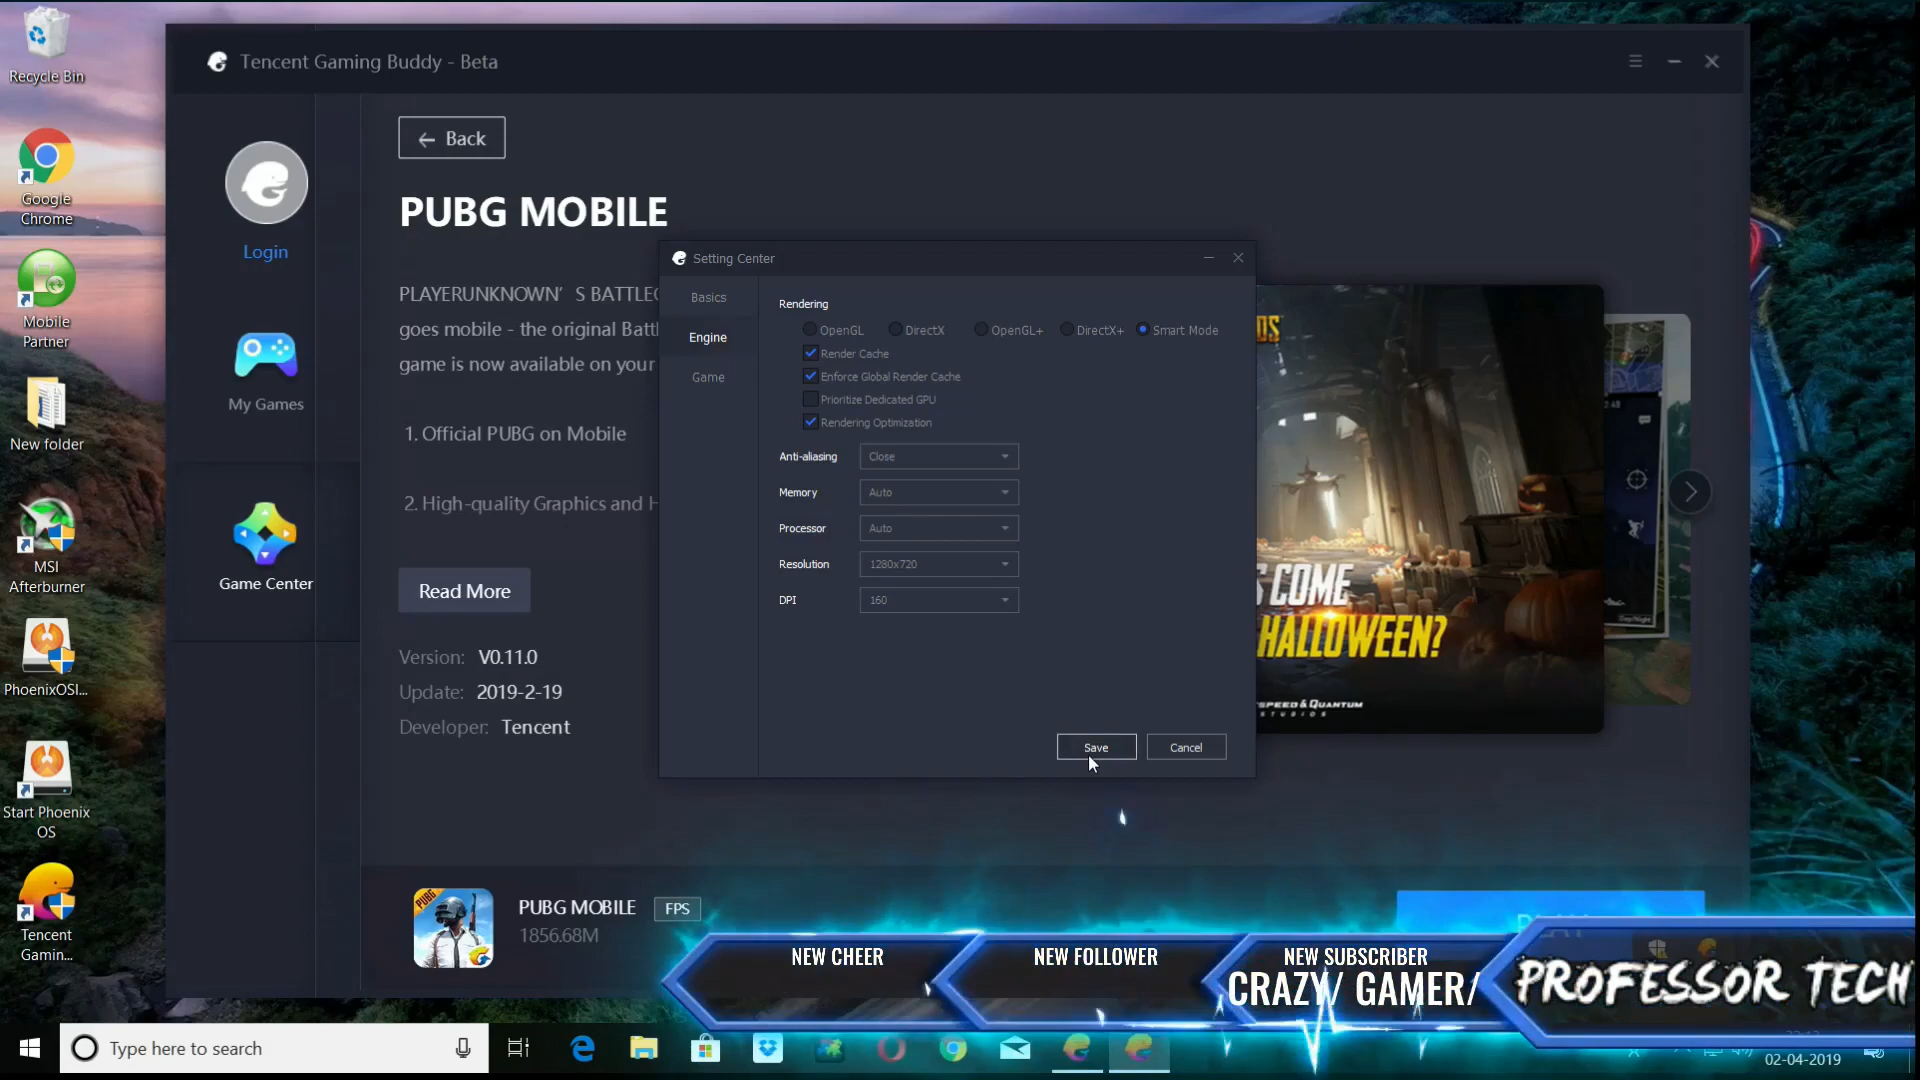 Recycle Bin
Google
Chrome
Mobile
Partner
New folder
MSI
Afterburner
PhoenixOSI...
Start Phoenix
OS
Tencent
Gamin...
Tencent Gaming Buddy - Beta
Login
My Games
Game Center
Back
PUBG MOBILE
PLAYERUNKNOWN' S BATTLEG
goes mobile - the original Battl
game is now available on your
1. Official PUBG on Mobile
2. High-quality Graphics and H
Read More
Version: V0.11.0
Update: 2019-2-19
Developer: Tencent
Setting Center
Basics
Engine
Game
Rendering
OpenGL DirectX OpenGL+ DirectX+ Smart Mode
Render Cache
Enforce Global Render Cache
Prioritize Dedicated GPU
Rendering Optimization
Anti-aliasing Close
Memory Auto
Processor Auto
Resolution 1280x720
DPI 160
Save Cancel
COME
HALLOWEEN?
SPEED & QUANTUM
STUDIOS
PUBG
PUBG MOBILE FPS
1856.68M
NEW CHEER
NEW FOLLOWER
NEW SUBSCRIBER
CRAZY/ GAMER/
PROFESSOR TECH
Type here to search
02-04-2019